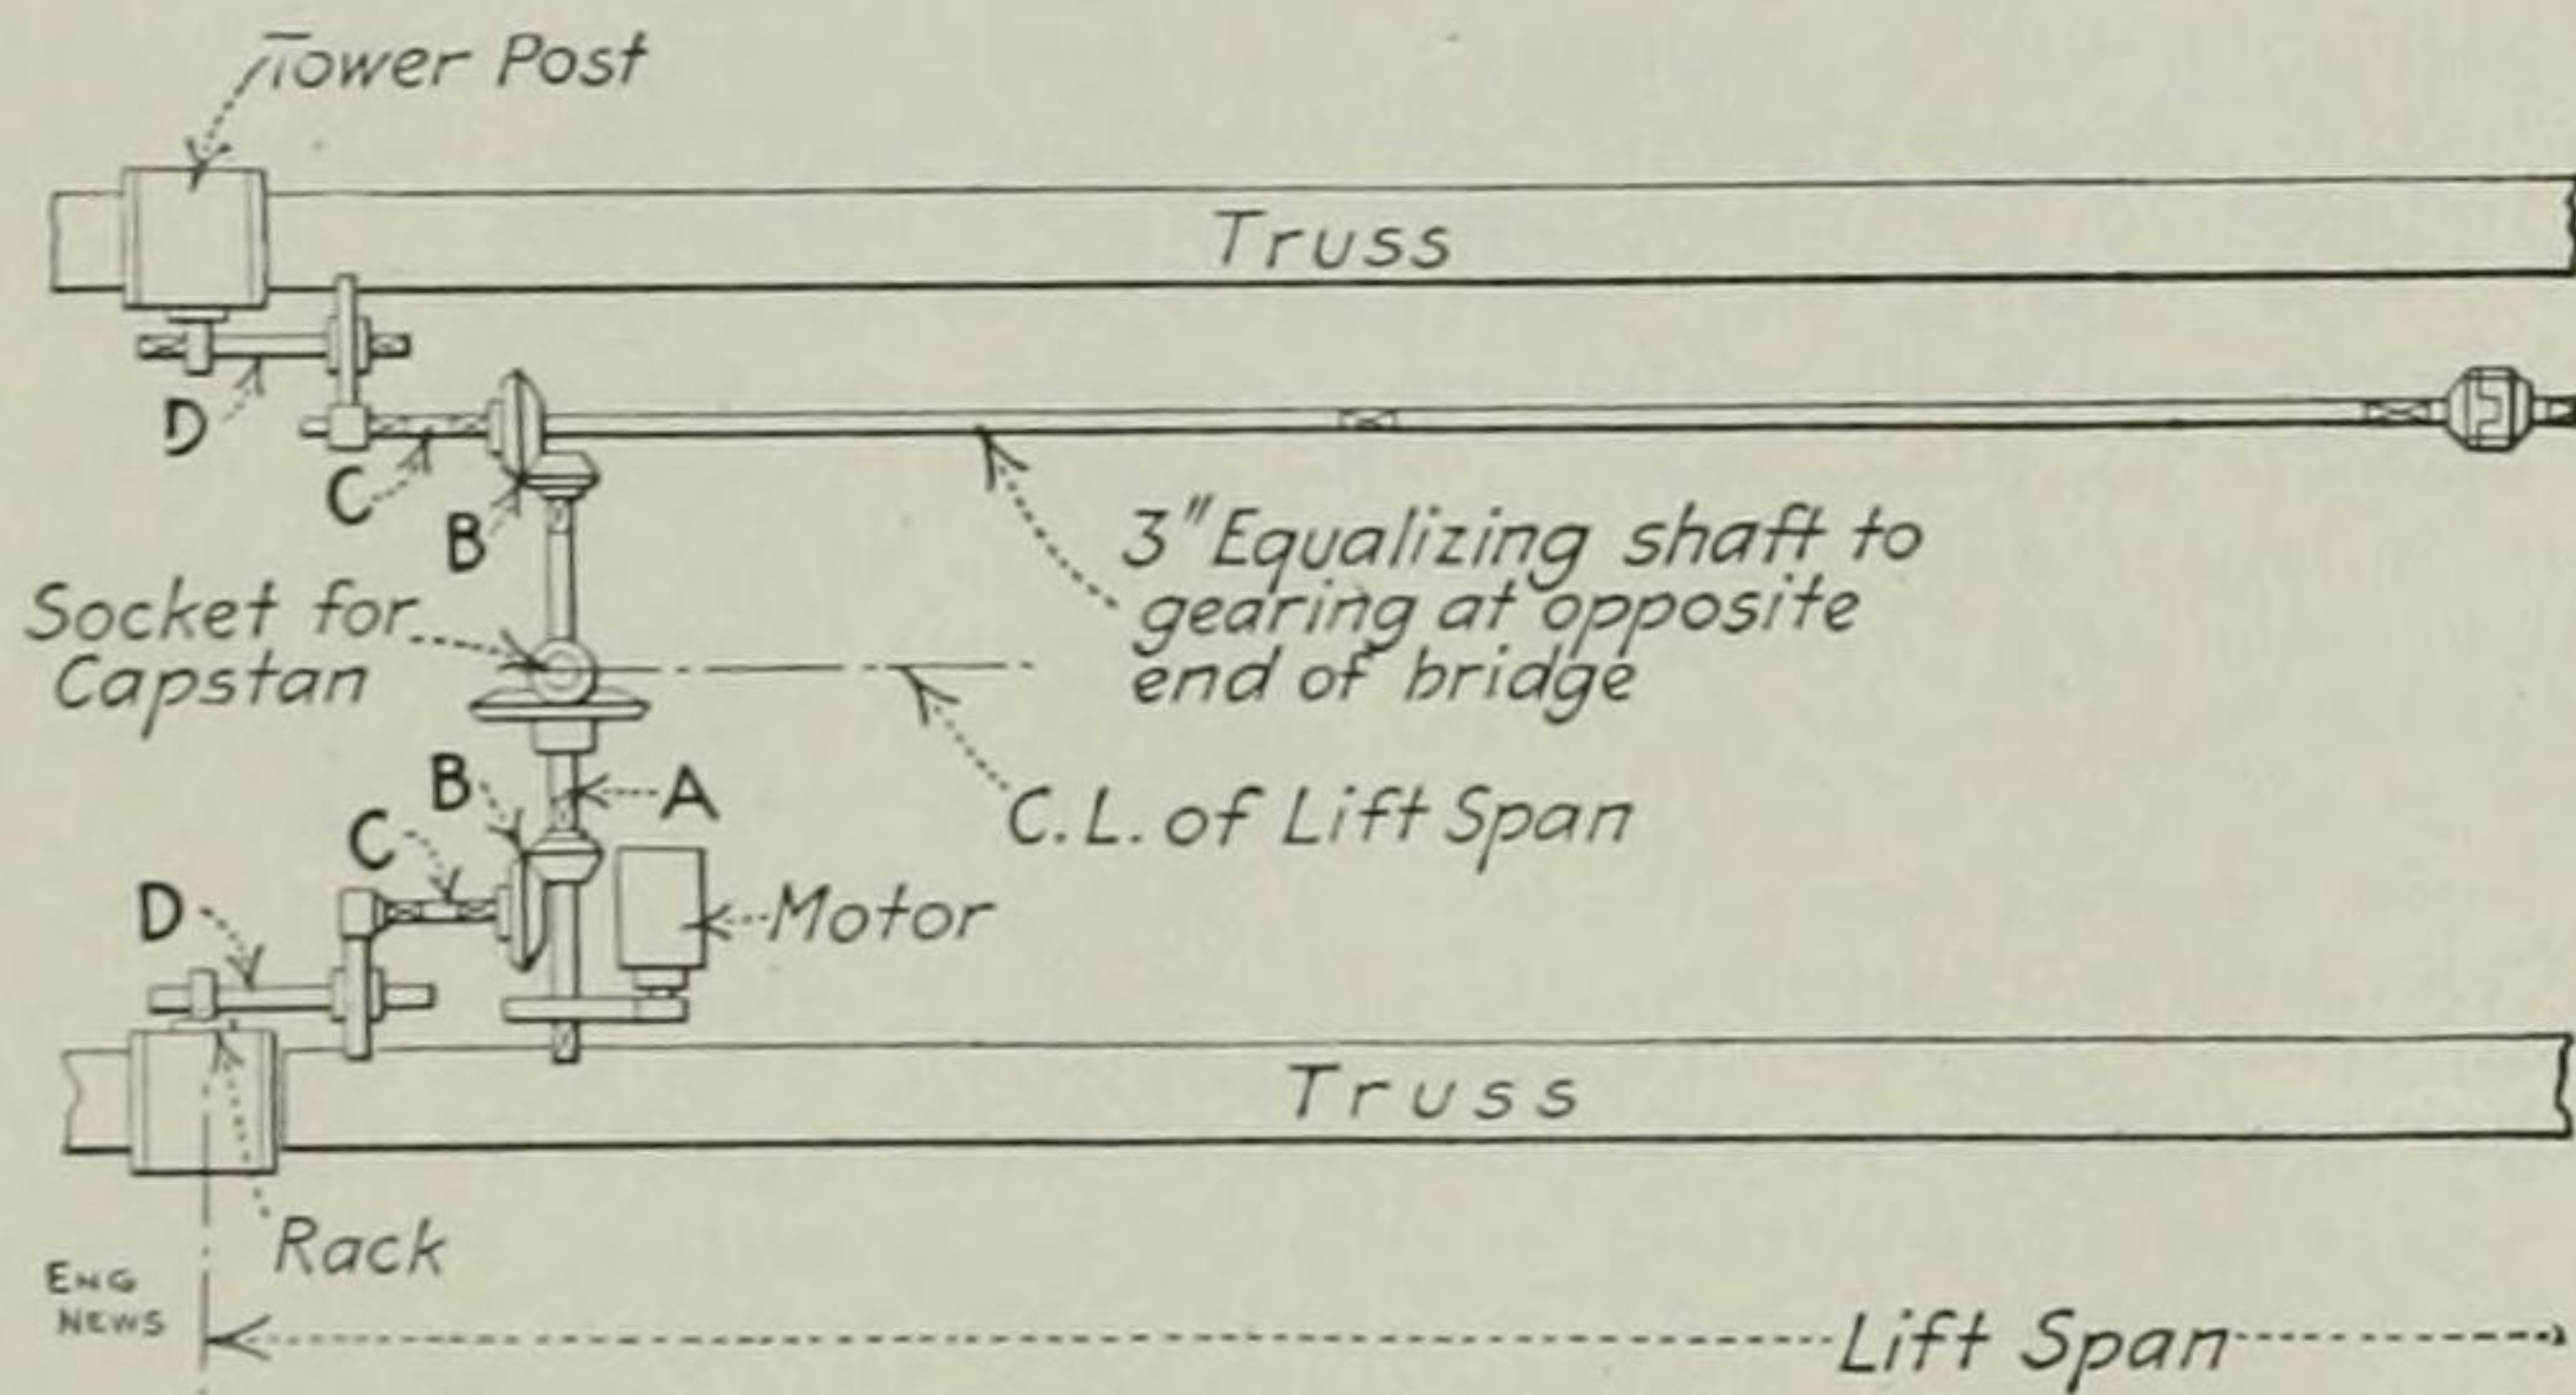 Tower Post
Truss
D
C
B
3" Equalizing shaft to
gearing at opposite
end of bridge
Socket for
Capstan
B
A
C
C.L. of Lift Span
D
Motor
Truss
Rack
ENG
NEWS
Lift Span